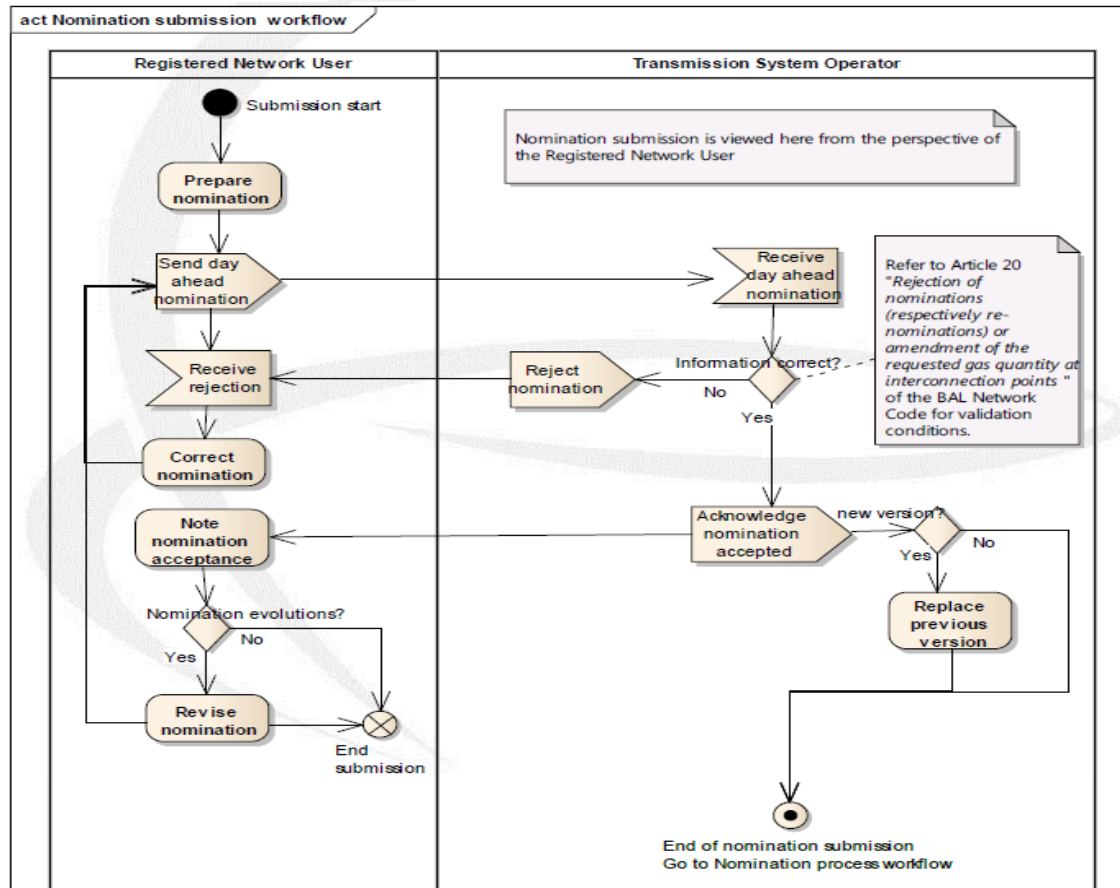 act Nomination submission workflow
Registered Network User
Transmission System Operator
Submission start
Nomination submission is viewed here from the perspective of
the Registered Network User
Prepare
nomination
Send day
ahead
nomination
Receive
day ahead
nomination
Refer to Article 20
"Rejection of
nominations
(respectively re-
nominations) or
amendment of the
requested gas quantity at
interconnection points "
of the BAL Network
Code for validation
conditions.
Information correct?
No
Yes
Reject
nomination
Receive
rejection
Correct
nomination
Note
nomination
acceptance
Acknowledge
nomination
accepted
new version?
Yes
No
Replace
previous
version
Nomination evolutions?
No
Yes
Revise
nomination
End
submission
End of nomination submission
Go to Nomination process workflow